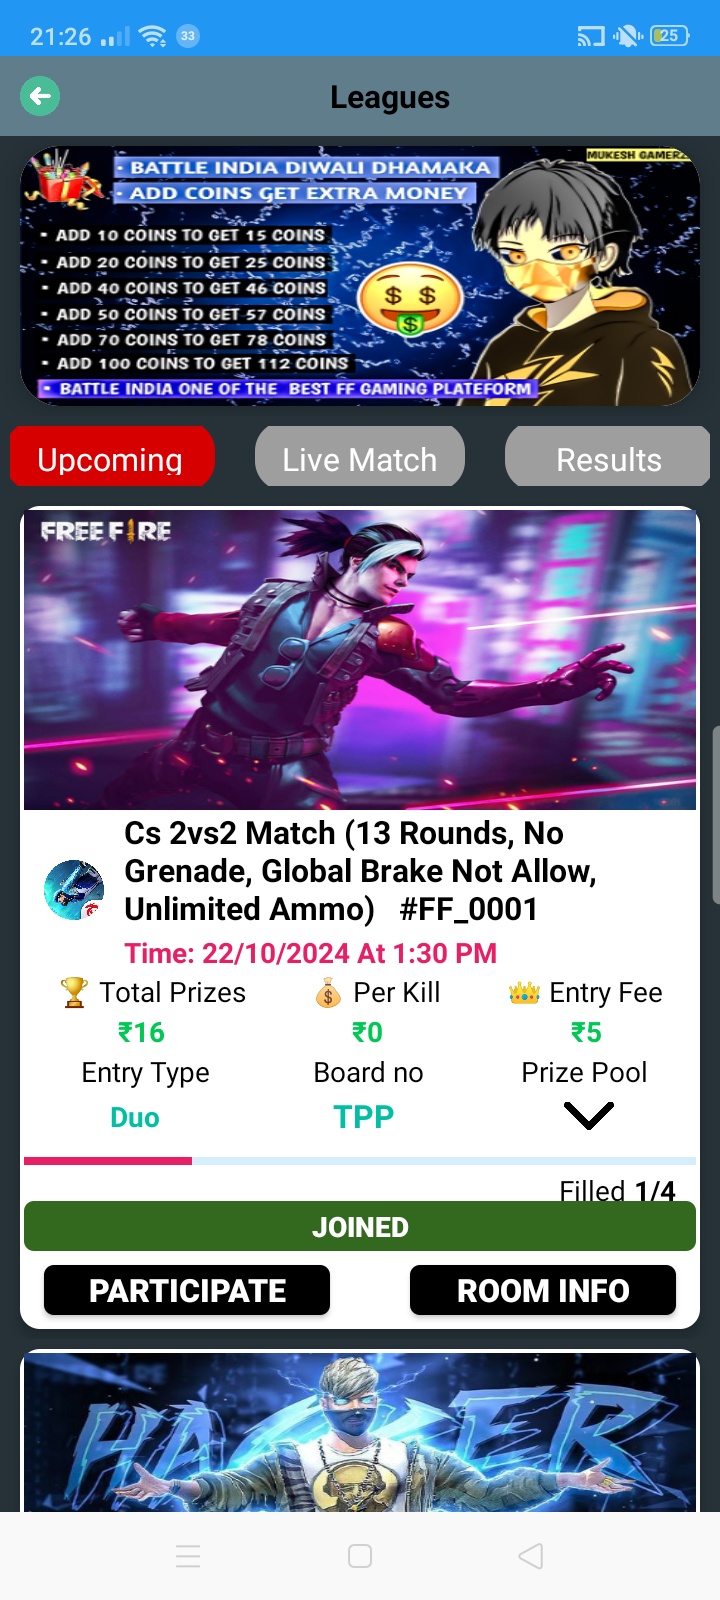 21:26 33 25
Leagues
MUKESH GAMERZ
· BATTLE INDIA DIWALI DHAMAKA
· ADD COINS GET EXTRA MONEY
▪ ADD 10 COINS TO GET 15 COINS
▪ ADD 20 COINS TO GET 25 COINS
▪ ADD 40 COINS TO GET 46 COINS
▪ ADD 50 COINS TO GET 57 COINS
▪ ADD 70 COINS TO GET 78 COINS
▪ ADD 100 COINS TO GET 112 COINS
▪ BATTLE INDIA ONE OF THE BEST FF GAMING PLATEFORM
Upcoming Live Match Results
FREE FIRE
Cs 2vs2 Match (13 Rounds, No
Grenade, Global Brake Not Allow,
Unlimited Ammo) #FF_0001
Time: 22/10/2024 At 1:30 PM
Total Prizes Per Kill Entry Fee
₹16 ₹0 ₹5
Entry Type Board no Prize Pool
Duo TPP
Filled 1/4
JOINED
PARTICIPATE ROOM INFO
HACKER